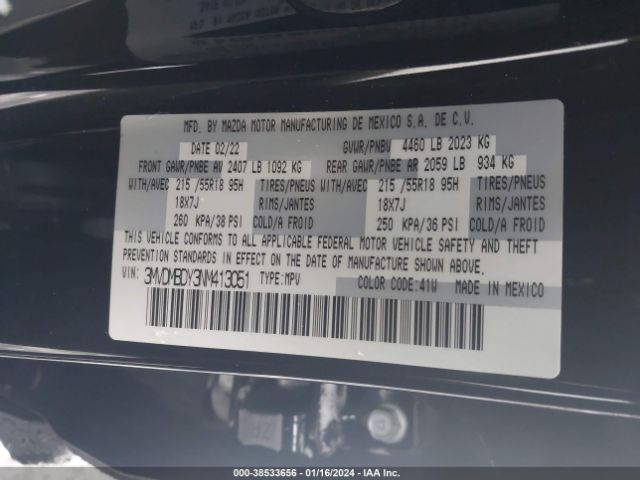 MFD. BY MAZDA MOTOR MANUFACTURING DE MEXICO S.A. DE C.V.
DATE 02/22 GVWR/PNBV 4460 LB 2023 KG
FRONT GAWR/PNBE AV 2407 LB 1092 KG REAR GAWR/PNBE AR 2059 LB 934 KG
WITH/AVEC 215 /55R18 95H TIRES/PNEUS WITH/AVEC 215 /55R18 95H TIRES/PNEUS
18X7J RIMS/JANTES 18X7J RIMS/JANTES
260 KPA/38 PSI COLD/A FROID 250 KPA/36 PSI COLD/A FROID
THIS VEHICLE CONFORMS TO ALL APPLICABLE FEDERAL MOTOR VEHICLE SAFETY AND THEFT
PREVENTION STANDARDS IN EFFECT ON THE DATE OF MANUFACTURE SHOWN ABOVE.
VIN: 3MVDMBDY3NM413051 TYPE:MPV COLOR CODE:41W MADE IN MEXICO
000-38533656 - 01/16/2024 - IAA Inc.